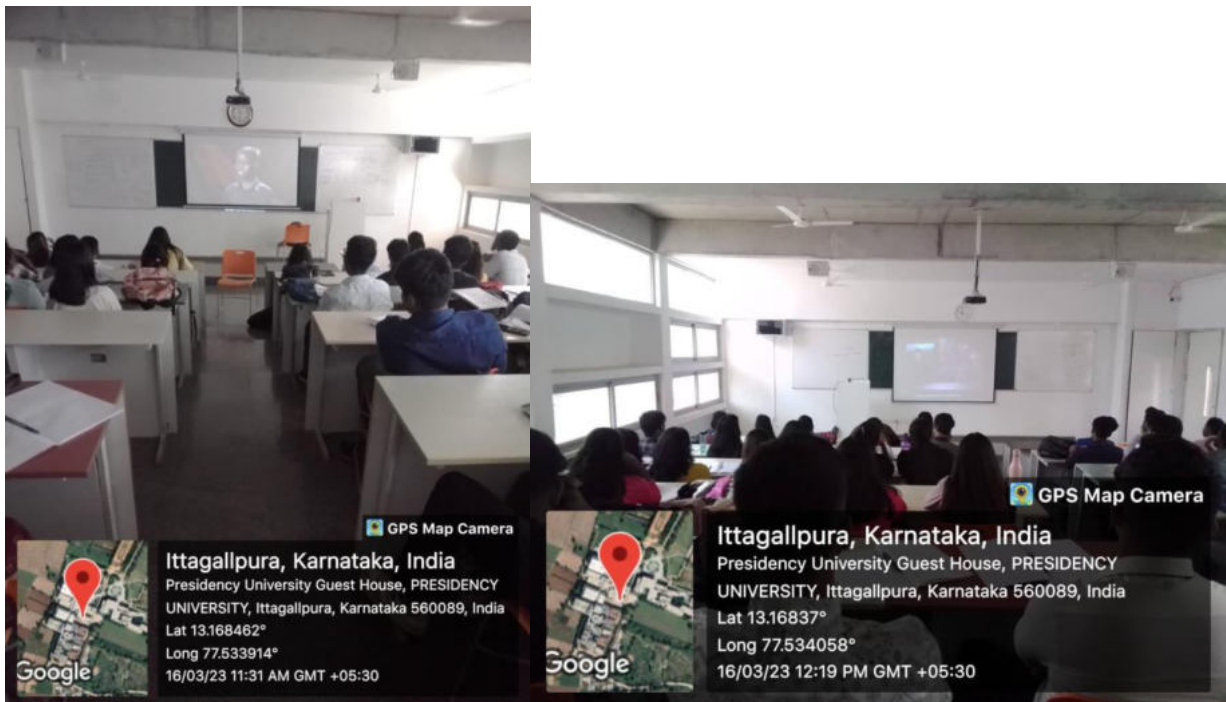 GPS Map Camera
Ittagallpura, Karnataka, India
Presidency University Guest House, PRESIDENCY
UNIVERSITY, Ittagallpura, Karnataka 560089, India
Lat 13.168462°
Long 77.533914°
16/03/23 11:31 AM GMT +05:30
Google
GPS Map Camera
Ittagallpura, Karnataka, India
Presidency University Guest House, PRESIDENCY
UNIVERSITY, Ittagallpura, Karnataka 560089, India
Lat 13.16837°
Long 77.534058°
16/03/23 12:19 PM GMT +05:30
Google